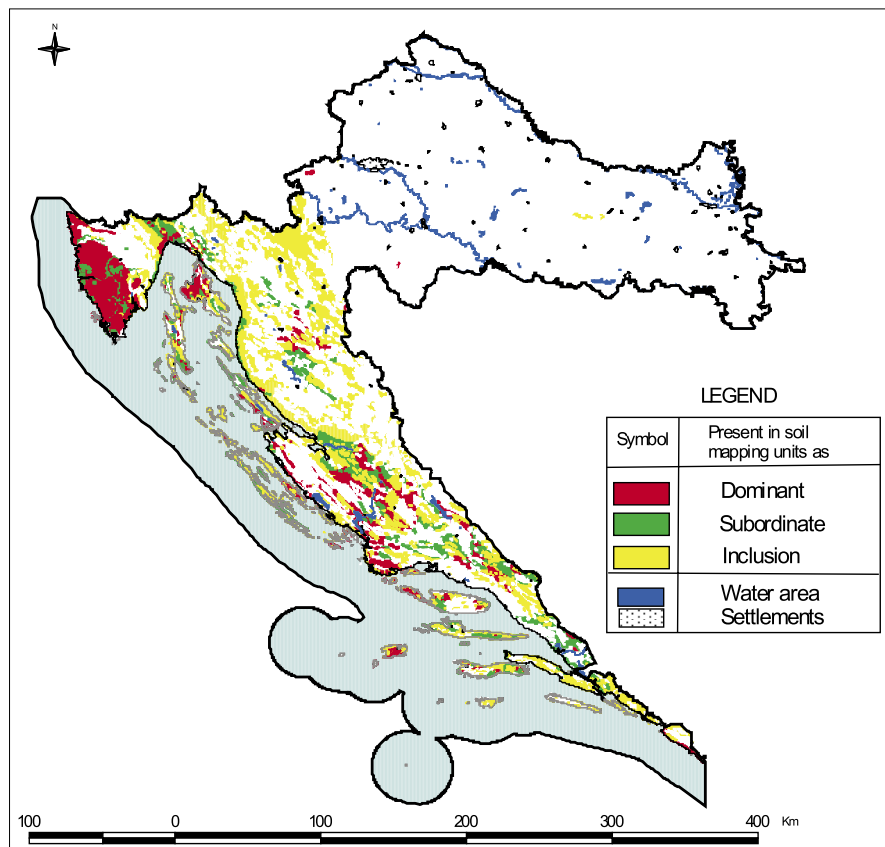 N
LEGEND
Symbol
Present in soil
mapping units as
Dominant
Subordinate
Inclusion
Water area
Settlements
100 0 100 200 300 400 Km